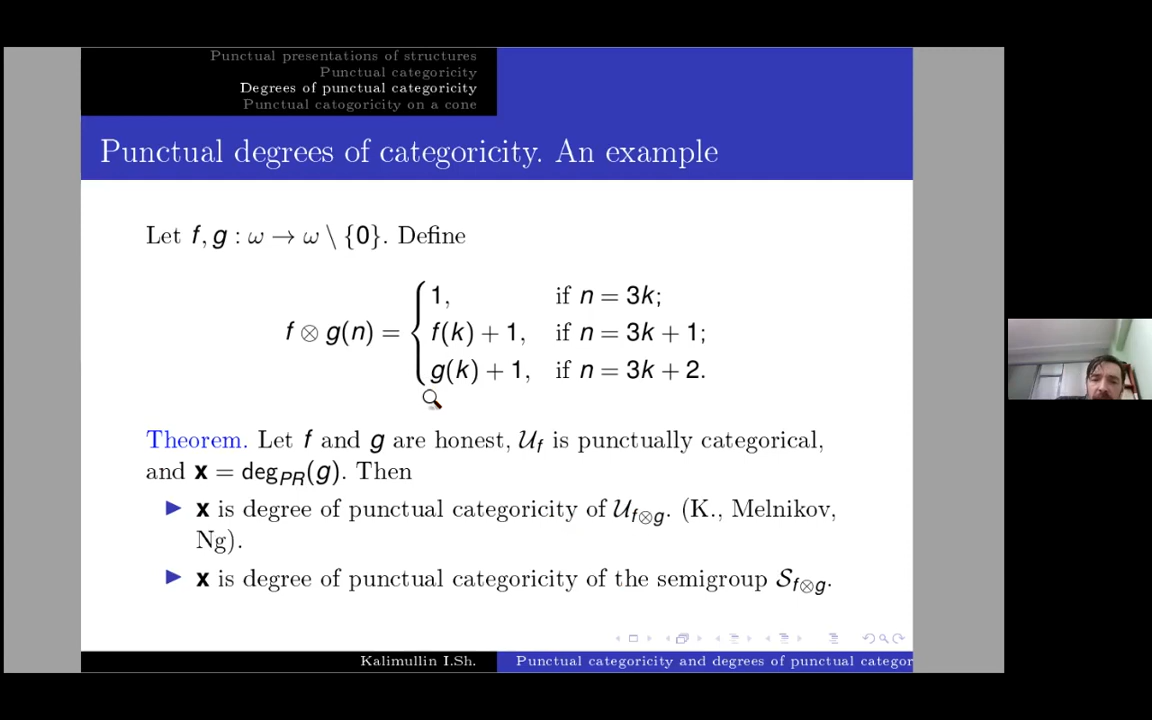 Punctual presentations of structures
Punctual categoricity
Degrees of punctual categoricity
Punctual catogoricity on a cone
Punctual degrees of categoricity. An example
Let f, g : ω → ω \ {0}. Define
f ⊗ g(n) = { 1, if n = 3k;
f(k) + 1, if n = 3k + 1;
g(k) + 1, if n = 3k + 2.
Theorem. Let f and g are honest, 𝒰_f is punctually categorical,
and x = deg_PR(g). Then
▶ x is degree of punctual categoricity of 𝒰_f⊗g. (K., Melnikov,
Ng).
▶ x is degree of punctual categoricity of the semigroup 𝒮_f⊗g.
Kalimullin I.Sh.
Punctual categoricity and degrees of punctual categor